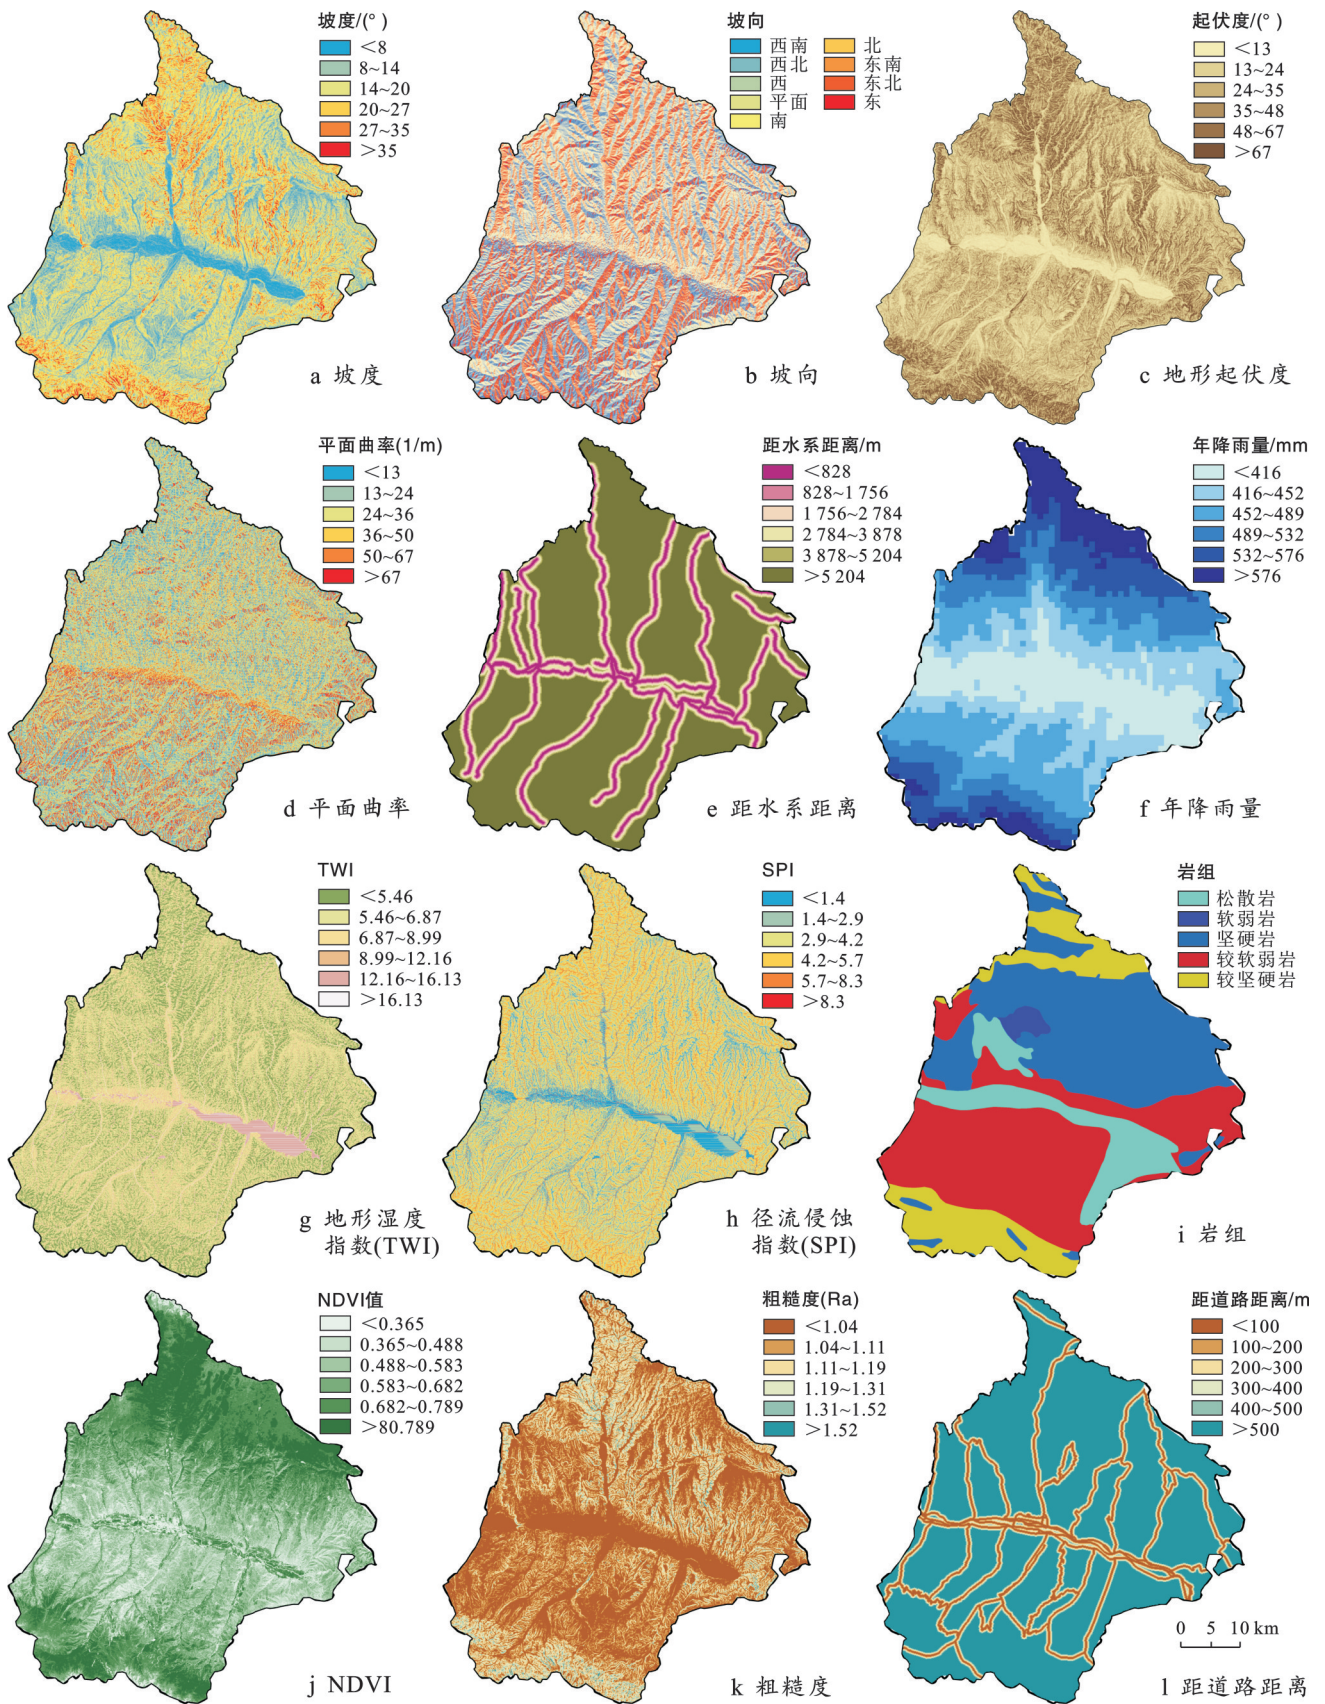 坡度/(°)
<8
8~14
14~20
20~27
27~35
>35
a 坡度
坡向
西南
西北
西
平面
南
北
东南
东北
东
b 坡向
起伏度/(°)
<13
13~24
24~35
35~48
48~67
>67
c 地形起伏度
平面曲率(1/m)
<13
13~24
24~36
36~50
50~67
>67
d 平面曲率
距水系距离/m
<828
828~1 756
1 756~2 784
2 784~3 878
3 878~5 204
>5 204
e 距水系距离
年降雨量/mm
<416
416~452
452~489
489~532
532~576
>576
f 年降雨量
TWI
<5.46
5.46~6.87
6.87~8.99
8.99~12.16
12.16~16.13
>16.13
g 地形湿度
指数(TWI)
SPI
<1.4
1.4~2.9
2.9~4.2
4.2~5.7
5.7~8.3
>8.3
h 径流侵蚀
指数(SPI)
岩组
松散岩
软弱岩
坚硬岩
较软弱岩
较坚硬岩
i 岩组
NDVI值
<0.365
0.365~0.488
0.488~0.583
0.583~0.682
0.682~0.789
>80.789
j NDVI
粗糙度(Ra)
<1.04
1.04~1.11
1.11~1.19
1.19~1.31
1.31~1.52
>1.52
k 粗糙度
距道路距离/m
<100
100~200
200~300
300~400
400~500
>500
0 5 10 km
l 距道路距离